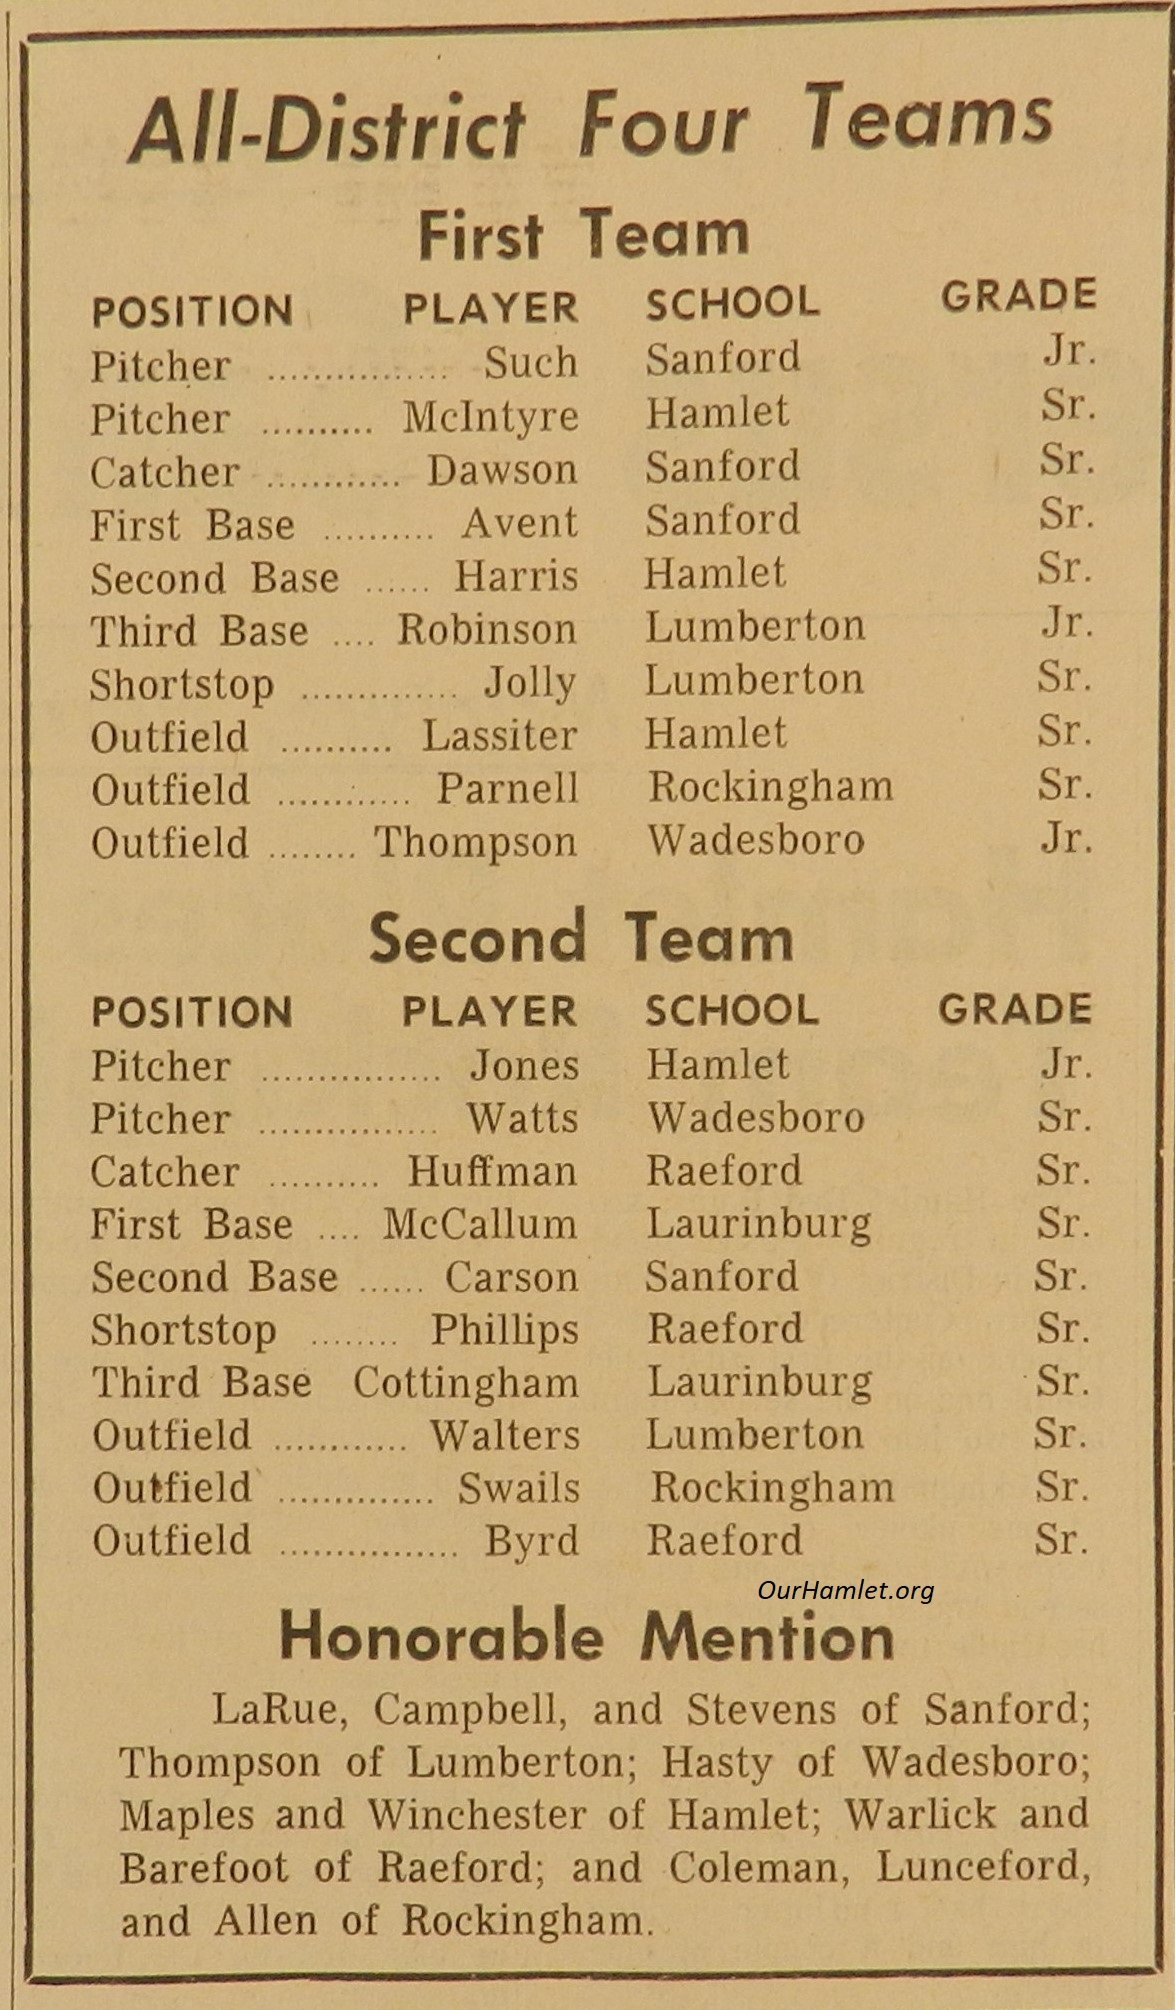 All-District Four Teams
First Team
POSITION PLAYER SCHOOL GRADE
Pitcher ................ Such Sanford Jr.
Pitcher .......... McIntyre Hamlet Sr.
Catcher ............ Dawson Sanford Sr.
First Base .......... Avent Sanford Sr.
Second Base ...... Harris Hamlet Sr.
Third Base .... Robinson Lumberton Jr.
Shortstop .............. Jolly Lumberton Sr.
Outfield .......... Lassiter Hamlet Sr.
Outfield ............ Parnell Rockingham Sr.
Outfield ........ Thompson Wadesboro Jr.
Second Team
POSITION PLAYER SCHOOL GRADE
Pitcher ................ Jones Hamlet Jr.
Pitcher ................ Watts Wadesboro Sr.
Catcher .......... Huffman Raeford Sr.
First Base .... McCallum Laurinburg Sr.
Second Base ...... Carson Sanford Sr.
Shortstop ........ Phillips Raeford Sr.
Third Base Cottingham Laurinburg Sr.
Outfield ............ Walters Lumberton Sr.
Outfield .............. Swails Rockingham Sr.
Outfield ................ Byrd Raeford Sr.
OurHamlet.org
Honorable Mention
LaRue, Campbell, and Stevens of Sanford;
Thompson of Lumberton; Hasty of Wadesboro;
Maples and Winchester of Hamlet; Warlick and
Barefoot of Raeford; and Coleman, Lunceford,
and Allen of Rockingham.